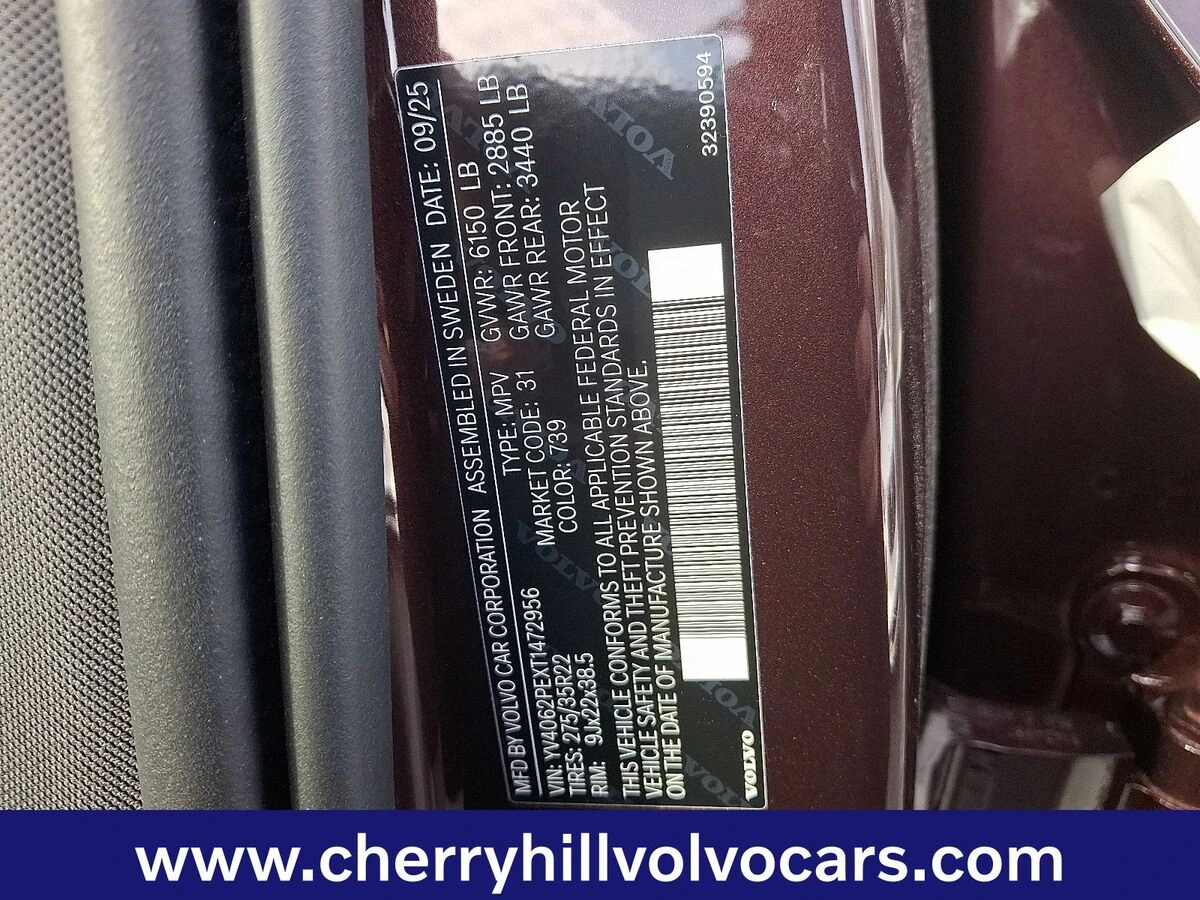 MFD BY VOLVO CAR CORPORATION ASSEMBLED IN SWEDEN DATE: 09/25
VIN: YV4062PEXT1472956 TYPE: MPV GVWR: 6150 LB
TIRES: 275/35R22 MARKET CODE: 31 GAWR FRONT: 2885 LB
RIM: 9Jx22x38.5 COLOR: 739 GAWR REAR: 3440 LB
THIS VEHICLE CONFORMS TO ALL APPLICABLE FEDERAL MOTOR
VEHICLE SAFETY AND THEFT PREVENTION STANDARDS IN EFFECT
ON THE DATE OF MANUFACTURE SHOWN ABOVE.
VOLVO 32390594
www.cherryhillvolvocars.com